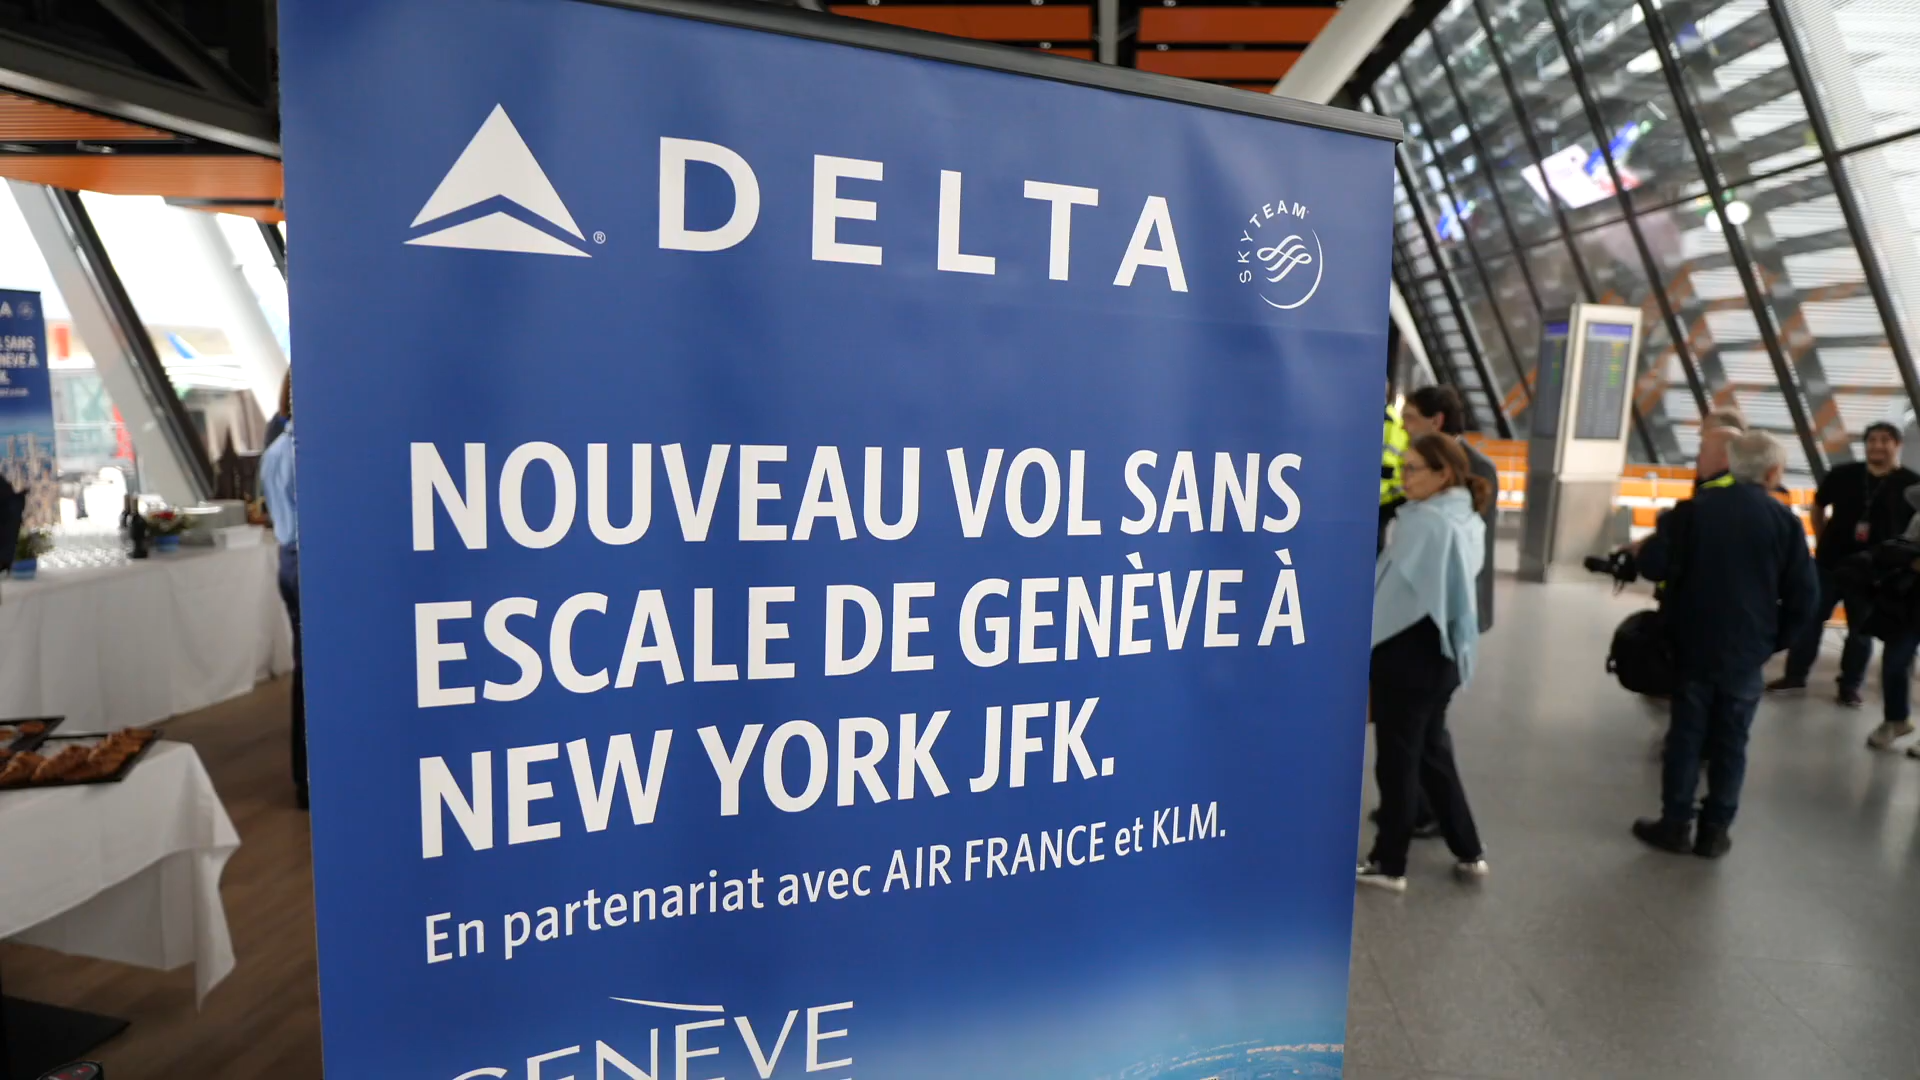 DELTA
SKYTEAM
NOUVEAU VOL SANS
ESCALE DE GENÈVE À
NEW YORK JFK.
En partenariat avec AIR FRANCE et KLM.
GENÈVE